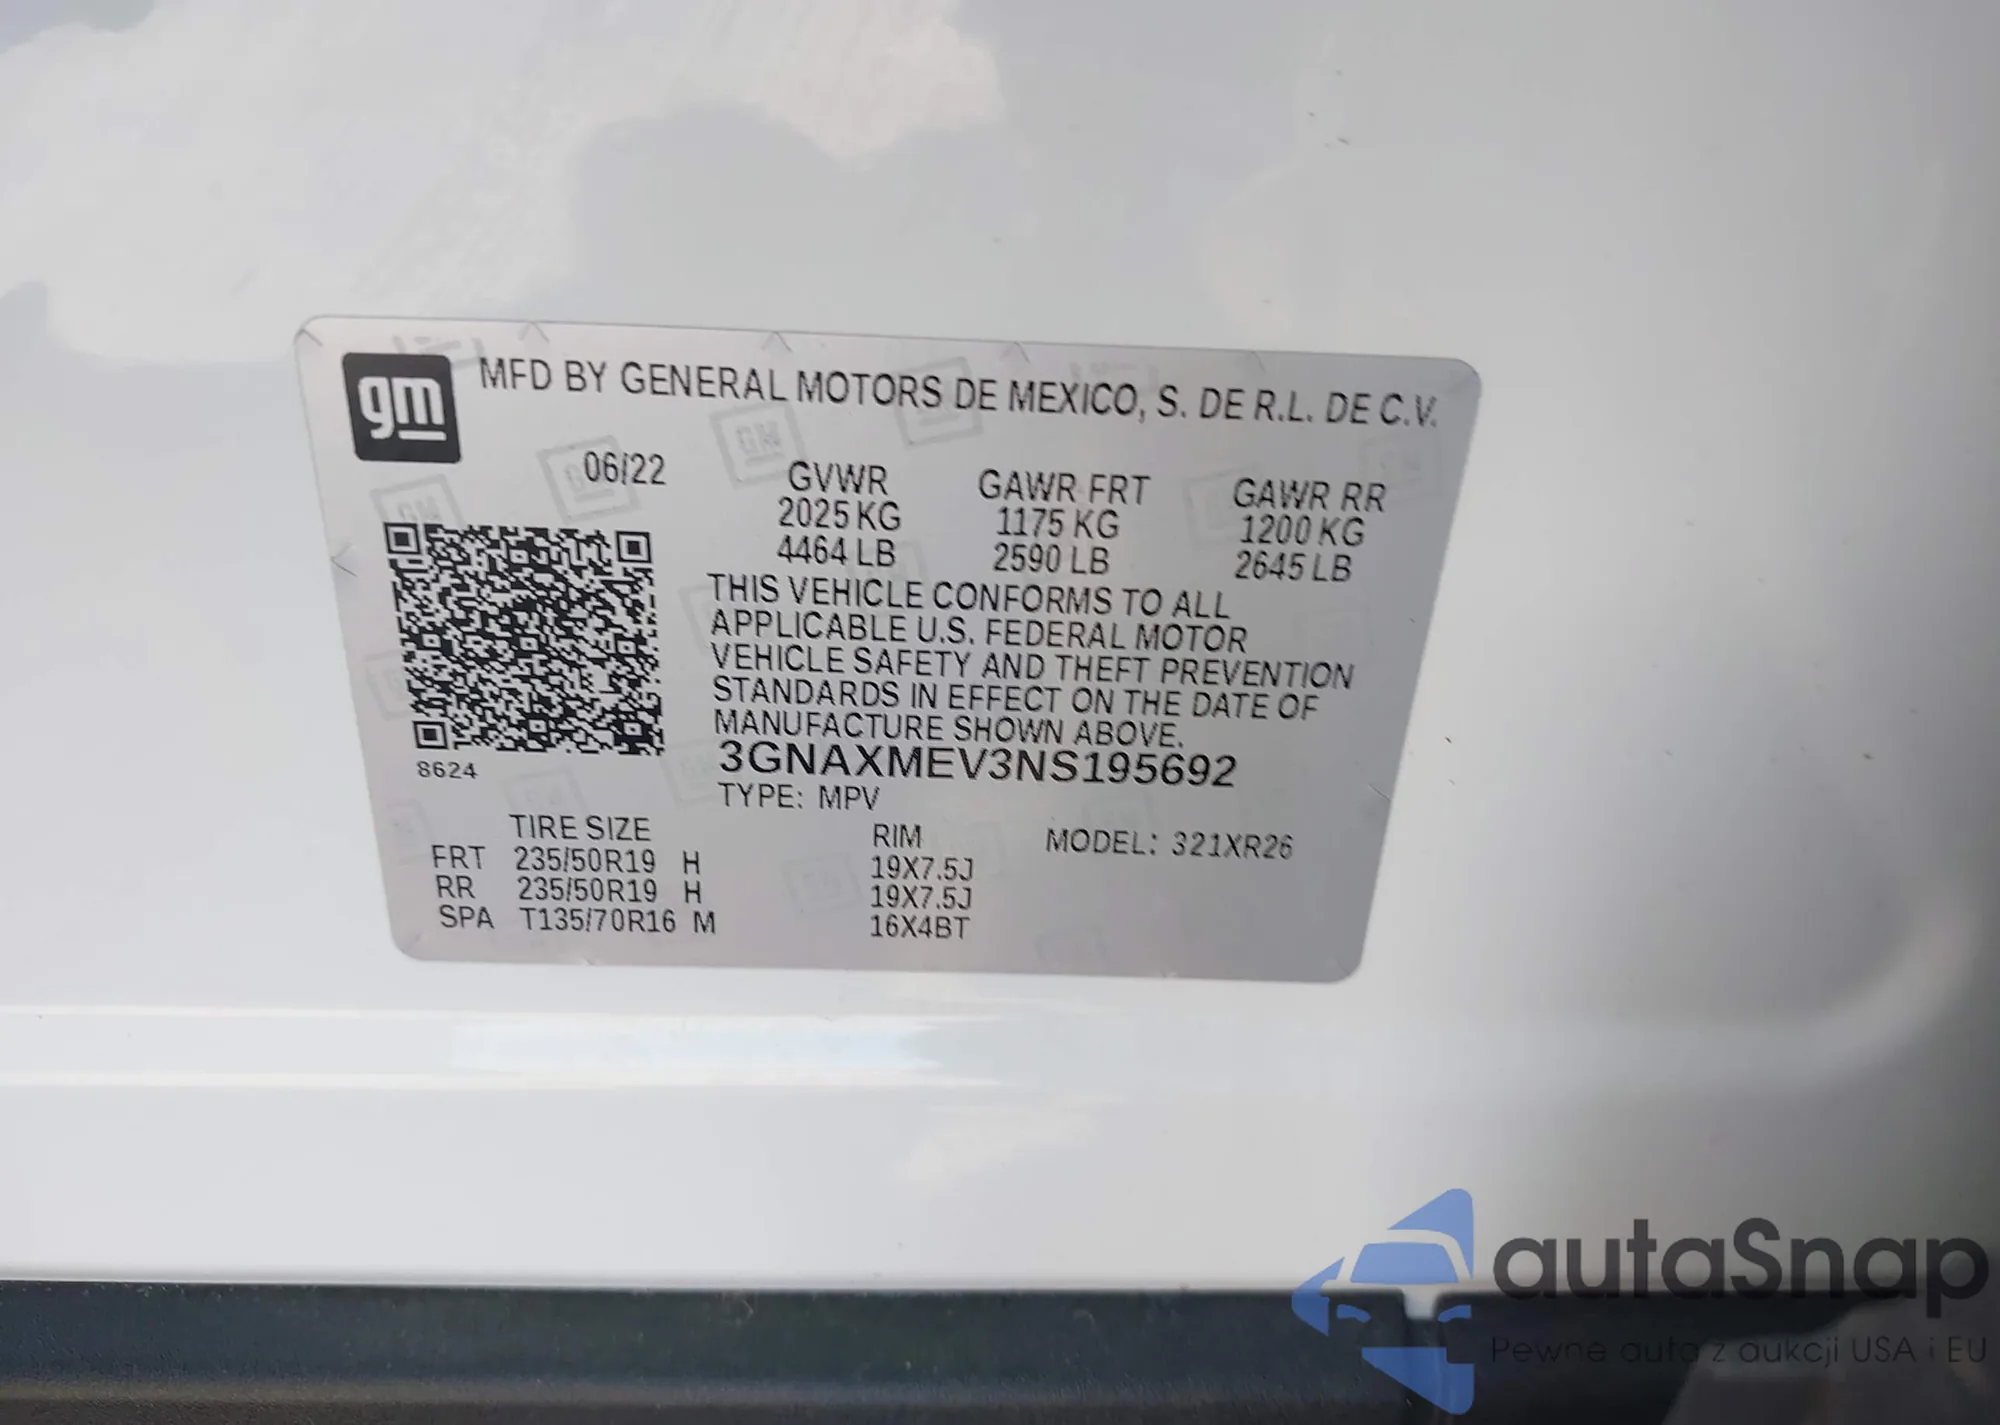 gm
MFD BY GENERAL MOTORS DE MEXICO, S. DE R.L. DE C.V.
06/22
GVWR GAWR FRT GAWR RR
2025 KG 1175 KG 1200 KG
4464 LB 2590 LB 2645 LB
THIS VEHICLE CONFORMS TO ALL
APPLICABLE U.S. FEDERAL MOTOR
VEHICLE SAFETY AND THEFT PREVENTION
STANDARDS IN EFFECT ON THE DATE OF
MANUFACTURE SHOWN ABOVE.
3GNAXMEV3NS195692
8624
TYPE: MPV
TIRE SIZE RIM MODEL: 321XR26
FRT 235/50R19 H 19X7.5J
RR 235/50R19 H 19X7.5J
SPA T135/70R16 M 16X4BT
autaSnap
Pewne auta z aukcji USA i EU